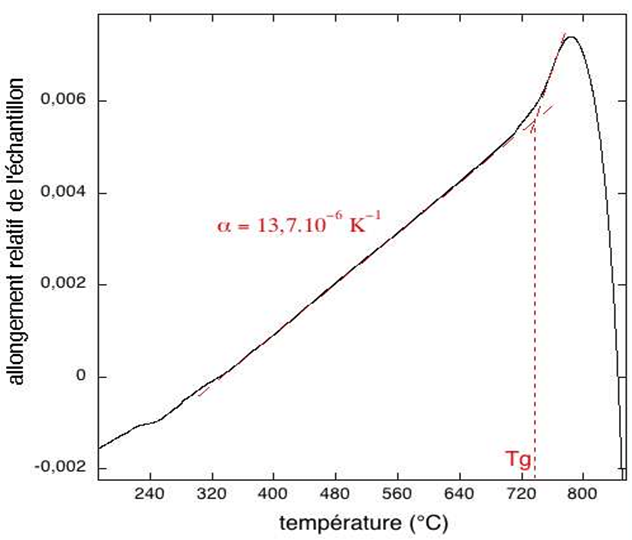 allongement relatif de l'échantillon
0,006
0,004
0,002
0
-0,002
α = 13,7.10⁻⁶ K⁻¹
Tg
240 320 400 480 560 640 720 800
température (°C)